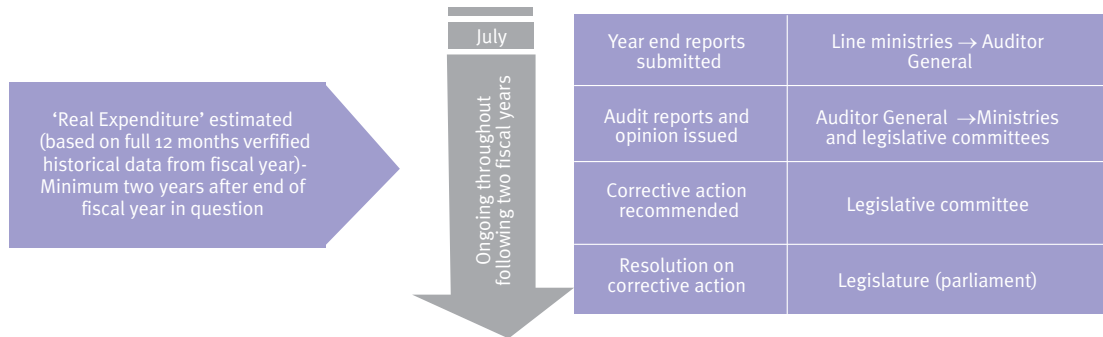 ‘Real Expenditure’ estimated
(based on full 12 months verfified
historical data from fiscal year)-
Minimum two years after end of
fiscal year in question
July
Ongoing throughout
following two fiscal years
Year end reports
submitted
Line ministries → Auditor
General
Audit reports and
opinion issued
Auditor General →Ministries
and legislative committees
Corrective action
recommended
Legislative committee
Resolution on
corrective action
Legislature (parliament)